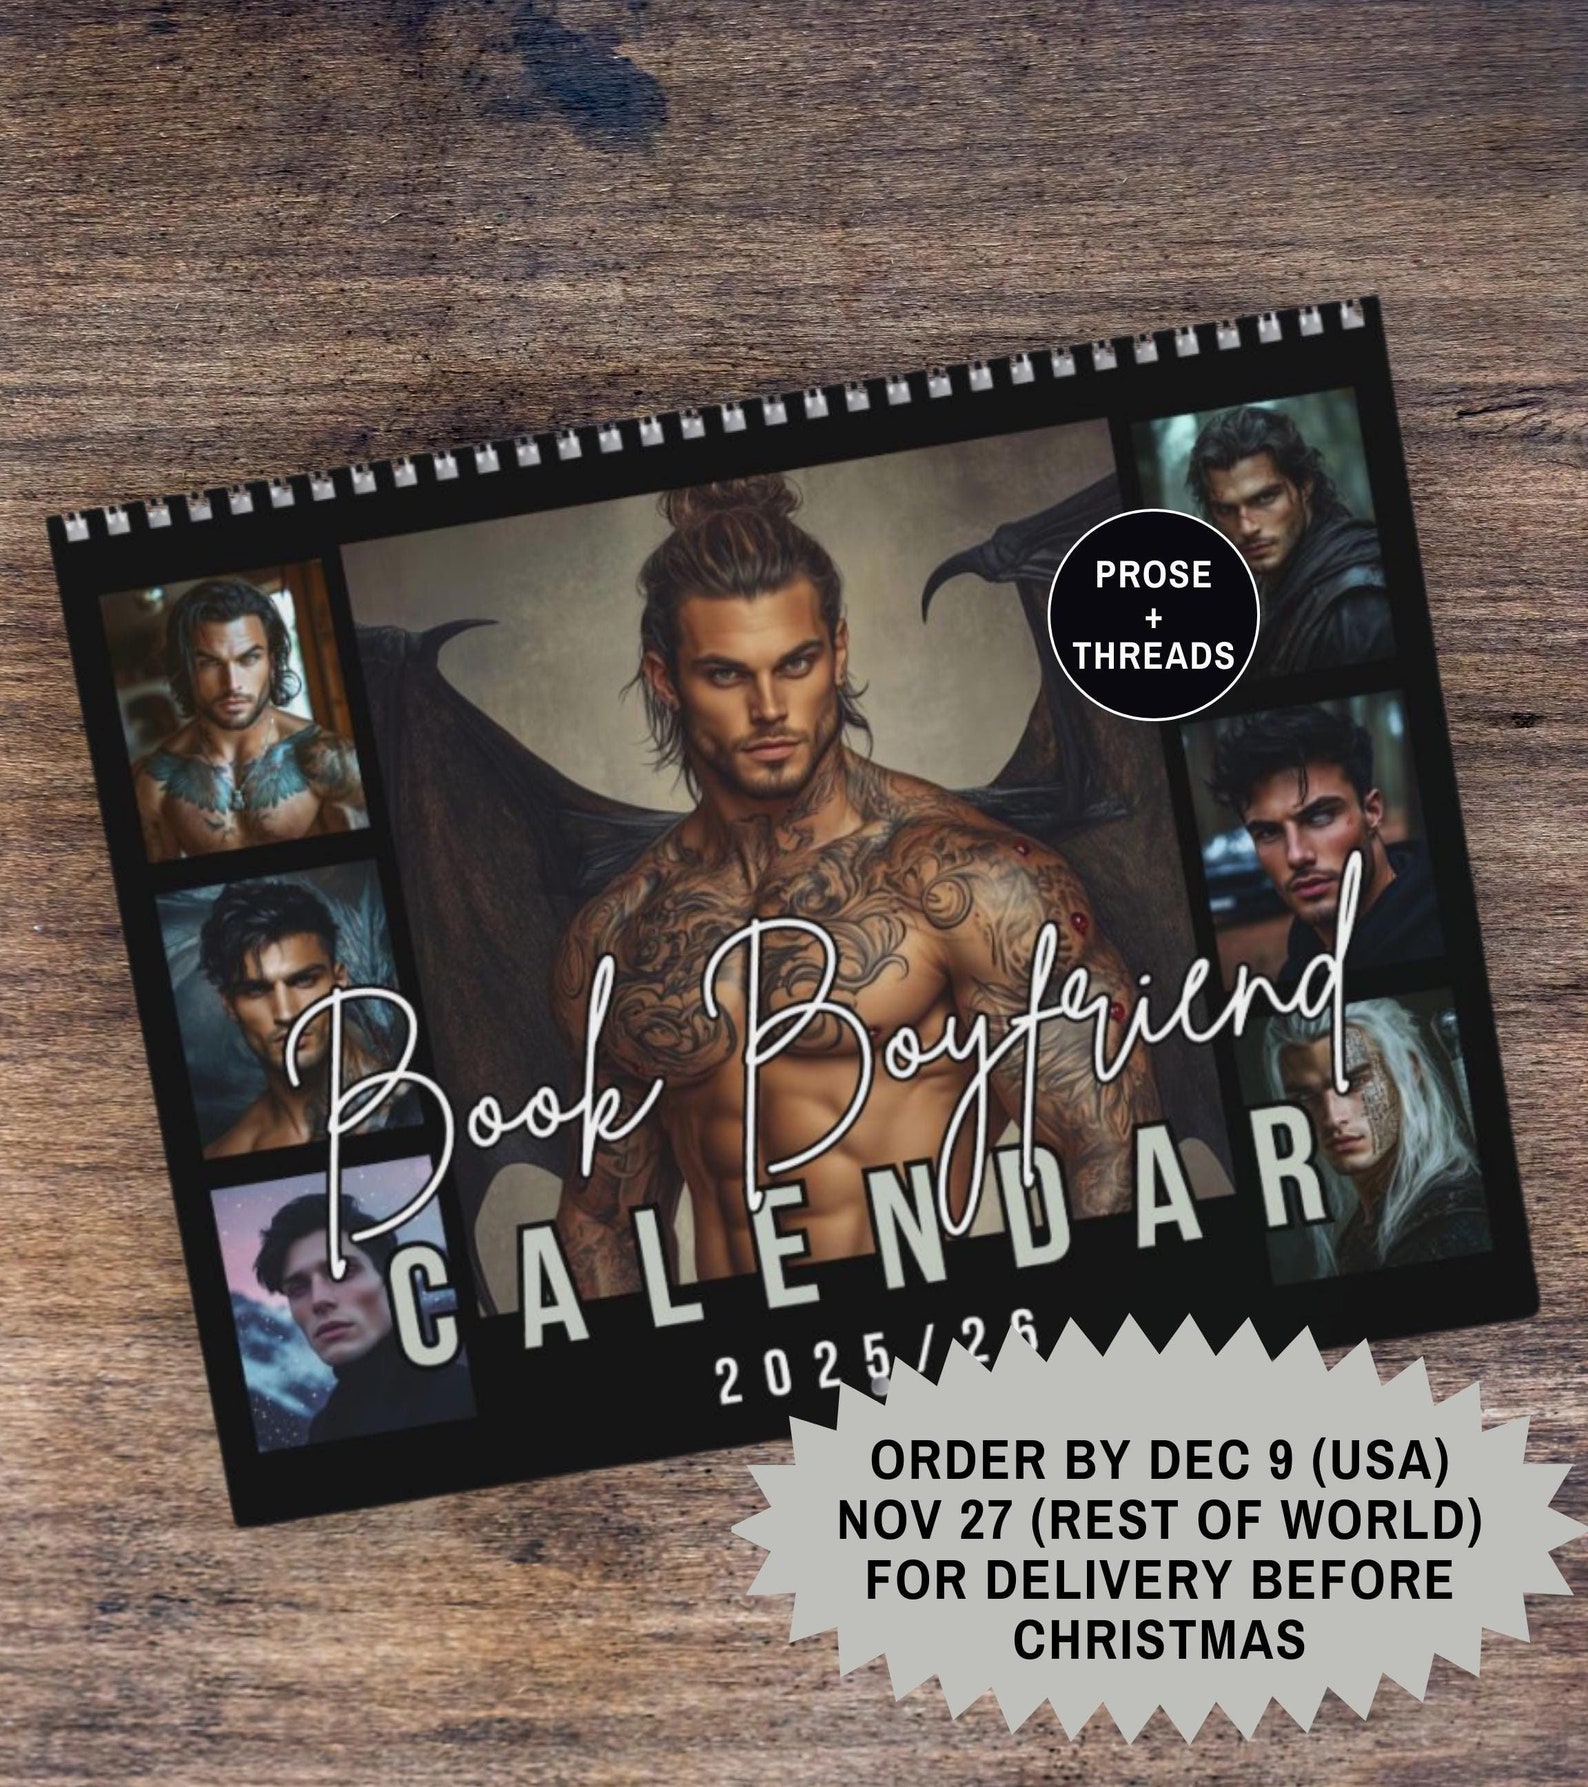 PROSE
+
THREADS
Book Boyfriend
CALENDAR
2025/26
ORDER BY DEC 9 (USA)
NOV 27 (REST OF WORLD)
FOR DELIVERY BEFORE
CHRISTMAS